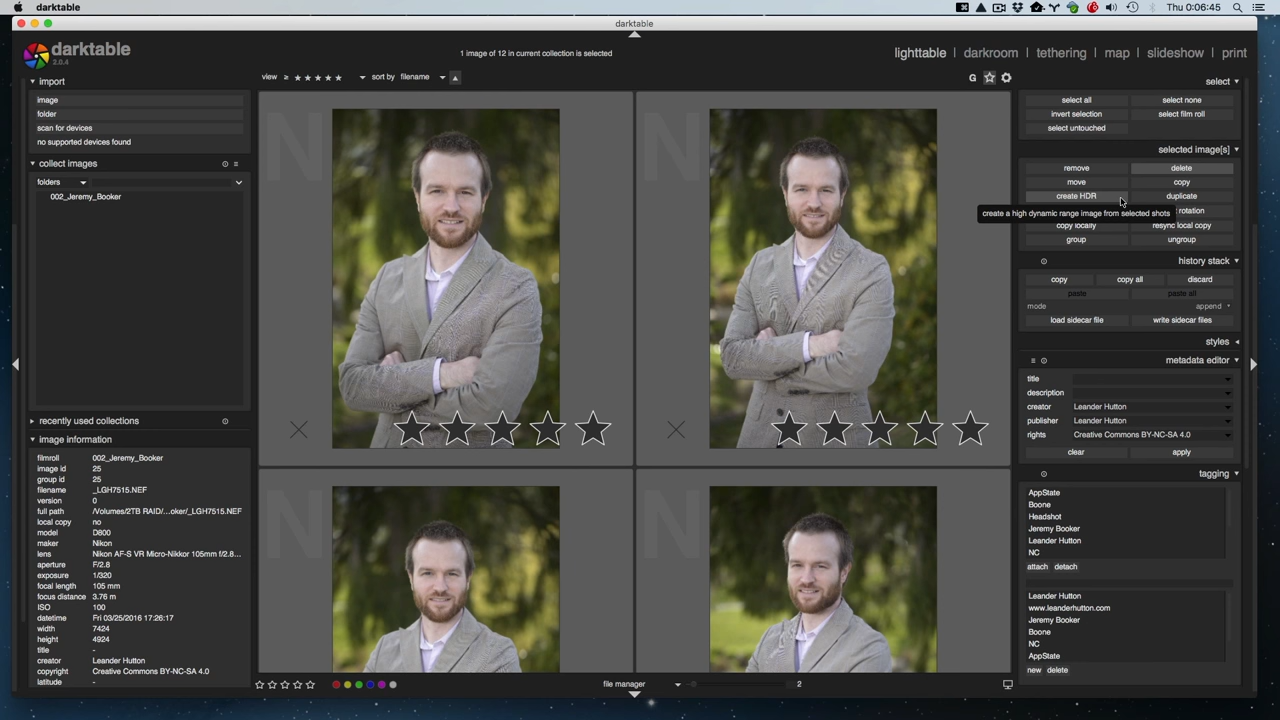 darktable
Thu 0:06:45
darktable
darktable
2.0.4
1 image of 12 in current collection is selected
lighttable | darkroom | tethering | map | slideshow | print
import
image
folder
scan for devices
no supported devices found
collect images
folders
002_Jeremy_Booker
recently used collections
image information
filmroll 002_Jeremy_Booker
image id 25
group id 25
filename _LGH7515.NEF
version 0
full path /Volumes/2TB RAID/...oker/_LGH7515.NEF
local copy no
model D800
maker Nikon
lens Nikon AF-S VR Micro-Nikkor 105mm f/2.8...
aperture F/2.8
exposure 1/320
focal length 105 mm
focus distance 3.76 m
ISO 100
datetime Fri 03/25/2016 17:26:17
width 7424
height 4924
title -
creator Leander Hutton
copyright Creative Commons BY-NC-SA 4.0
latitude -
view ≥
sort by filename
G
N
N
N
N
file manager
2
select
select all select none
invert selection select film roll
select untouched
selected image[s]
remove delete
move copy
create HDR duplicate
create a high dynamic range image from selected shots
rotation
copy locally resync local copy
group ungroup
history stack
copy copy all discard
paste paste all
mode append
load sidecar file write sidecar files
styles
metadata editor
title
description
creator Leander Hutton
publisher Leander Hutton
rights Creative Commons BY-NC-SA 4.0
clear apply
tagging
AppState
Boone
Headshot
Jeremy Booker
Leander Hutton
NC
attach detach
Leander Hutton
www.leanderhutton.com
Jeremy Booker
Boone
NC
AppState
new delete